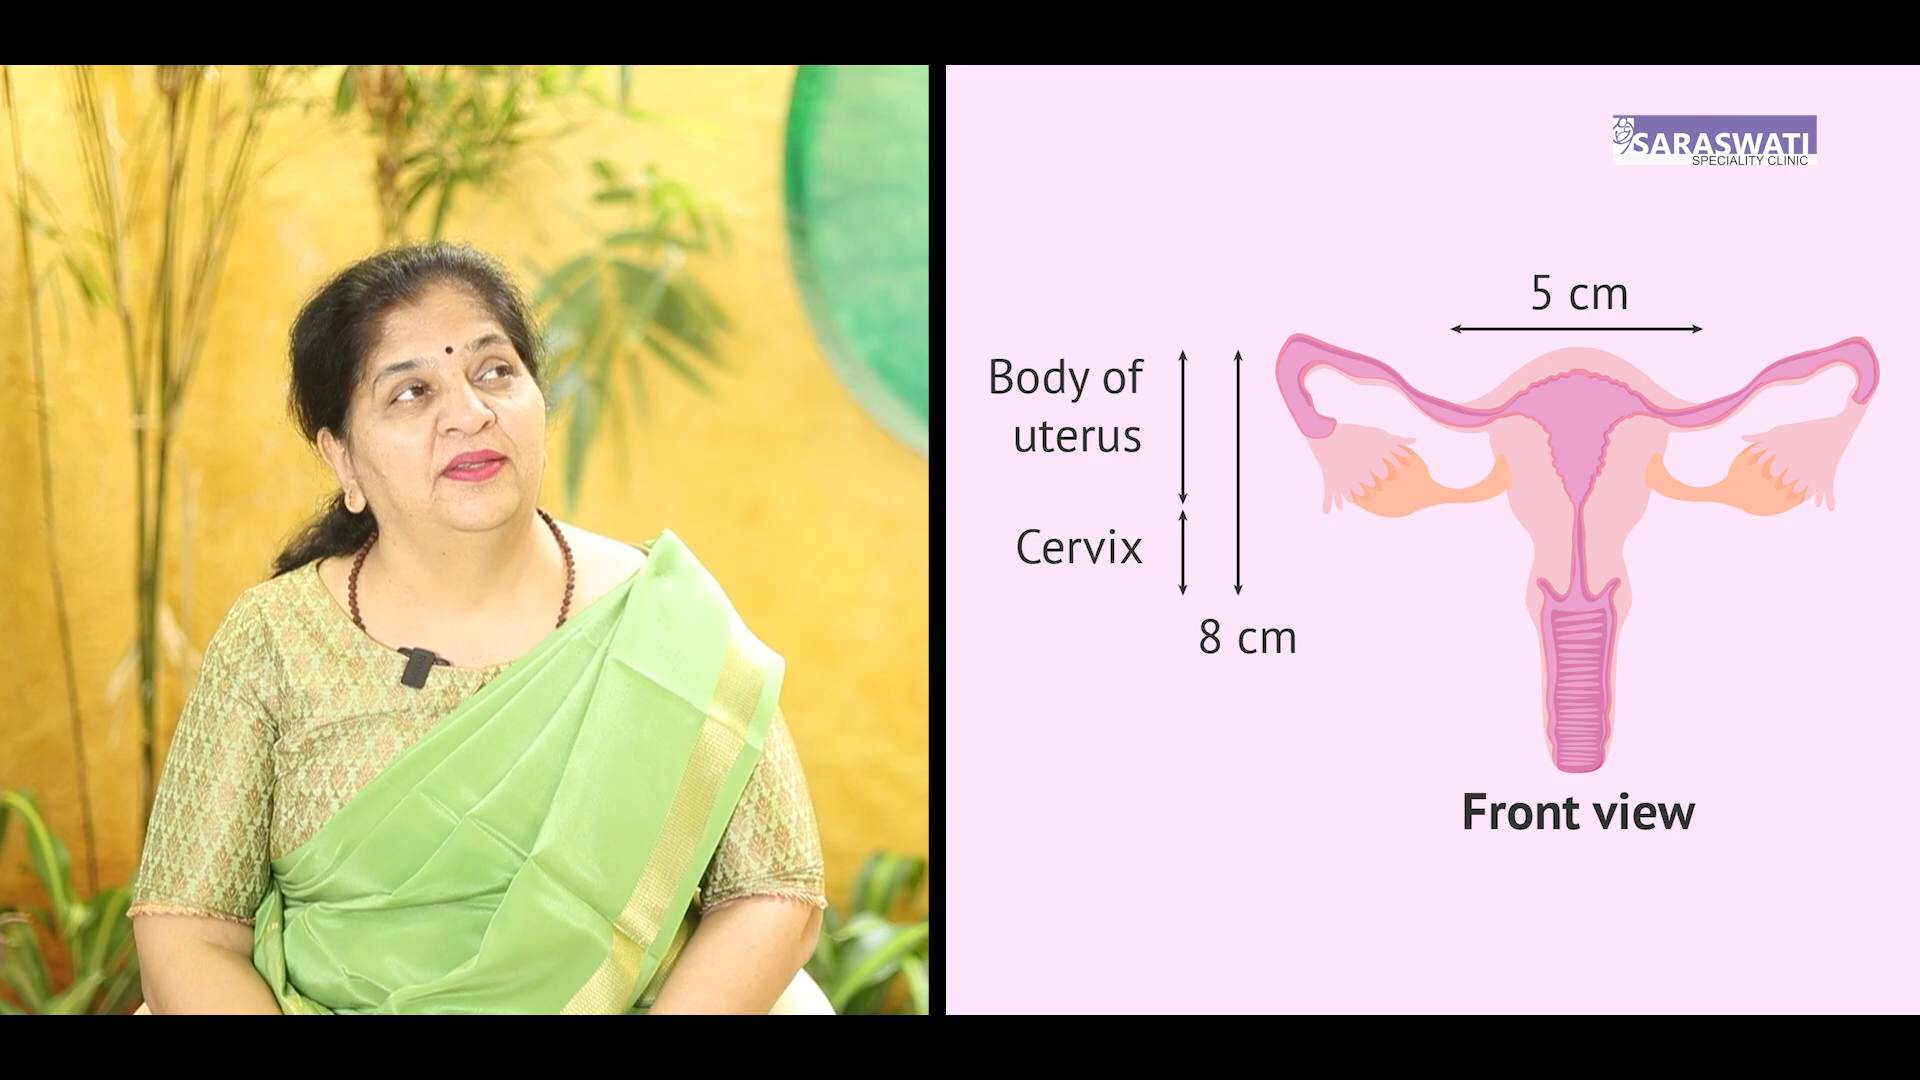 SARASWATI
SPECIALITY CLINIC
5 cm
Body of
uterus
Cervix
8 cm
Front view